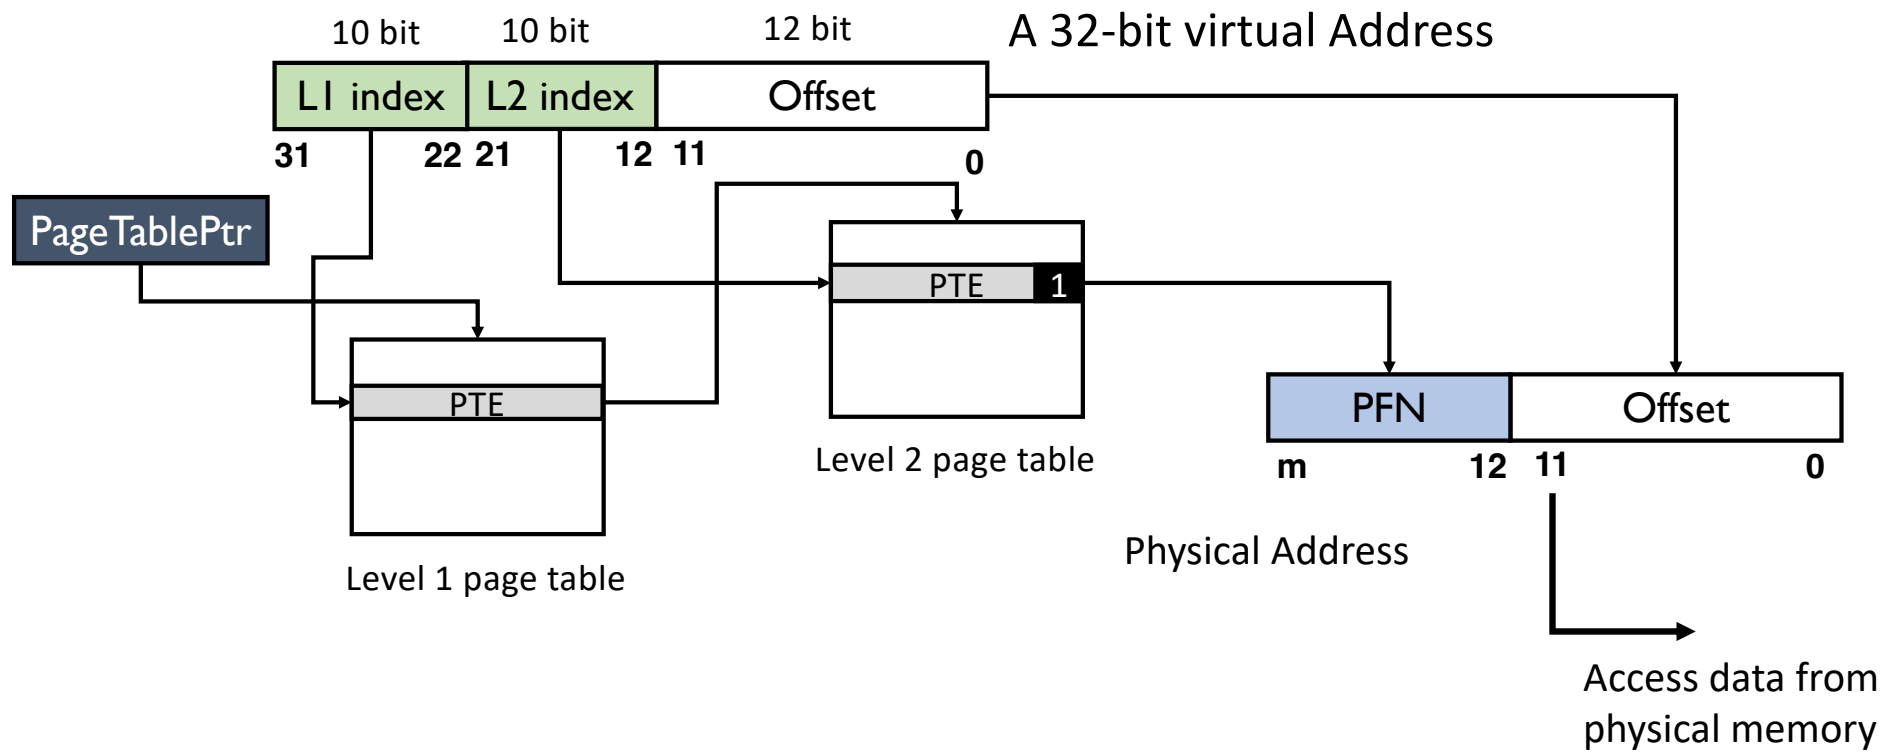 10 bit 10 bit 12 bit A 32-bit virtual Address
L1 index L2 index Offset
31 22 21 12 11 0
PageTablePtr
PTE 1
PTE
PFN Offset
Level 2 page table
m 12 11 0
Physical Address
Level 1 page table
Access data from
physical memory